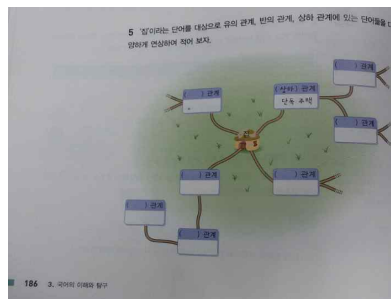 5 '집'이라는 단어를 대상으로 유의 관계, 반의 관계, 상하 관계에 있는 단어들을 다
양하게 연상하여 적어 보자.
( ) 관계
( ) 관계
(상하) 관계
단독 주택
( ) 관계
( ) 관계
( ) 관계
( ) 관계
( ) 관계
186 3. 국어의 이해와 탐구